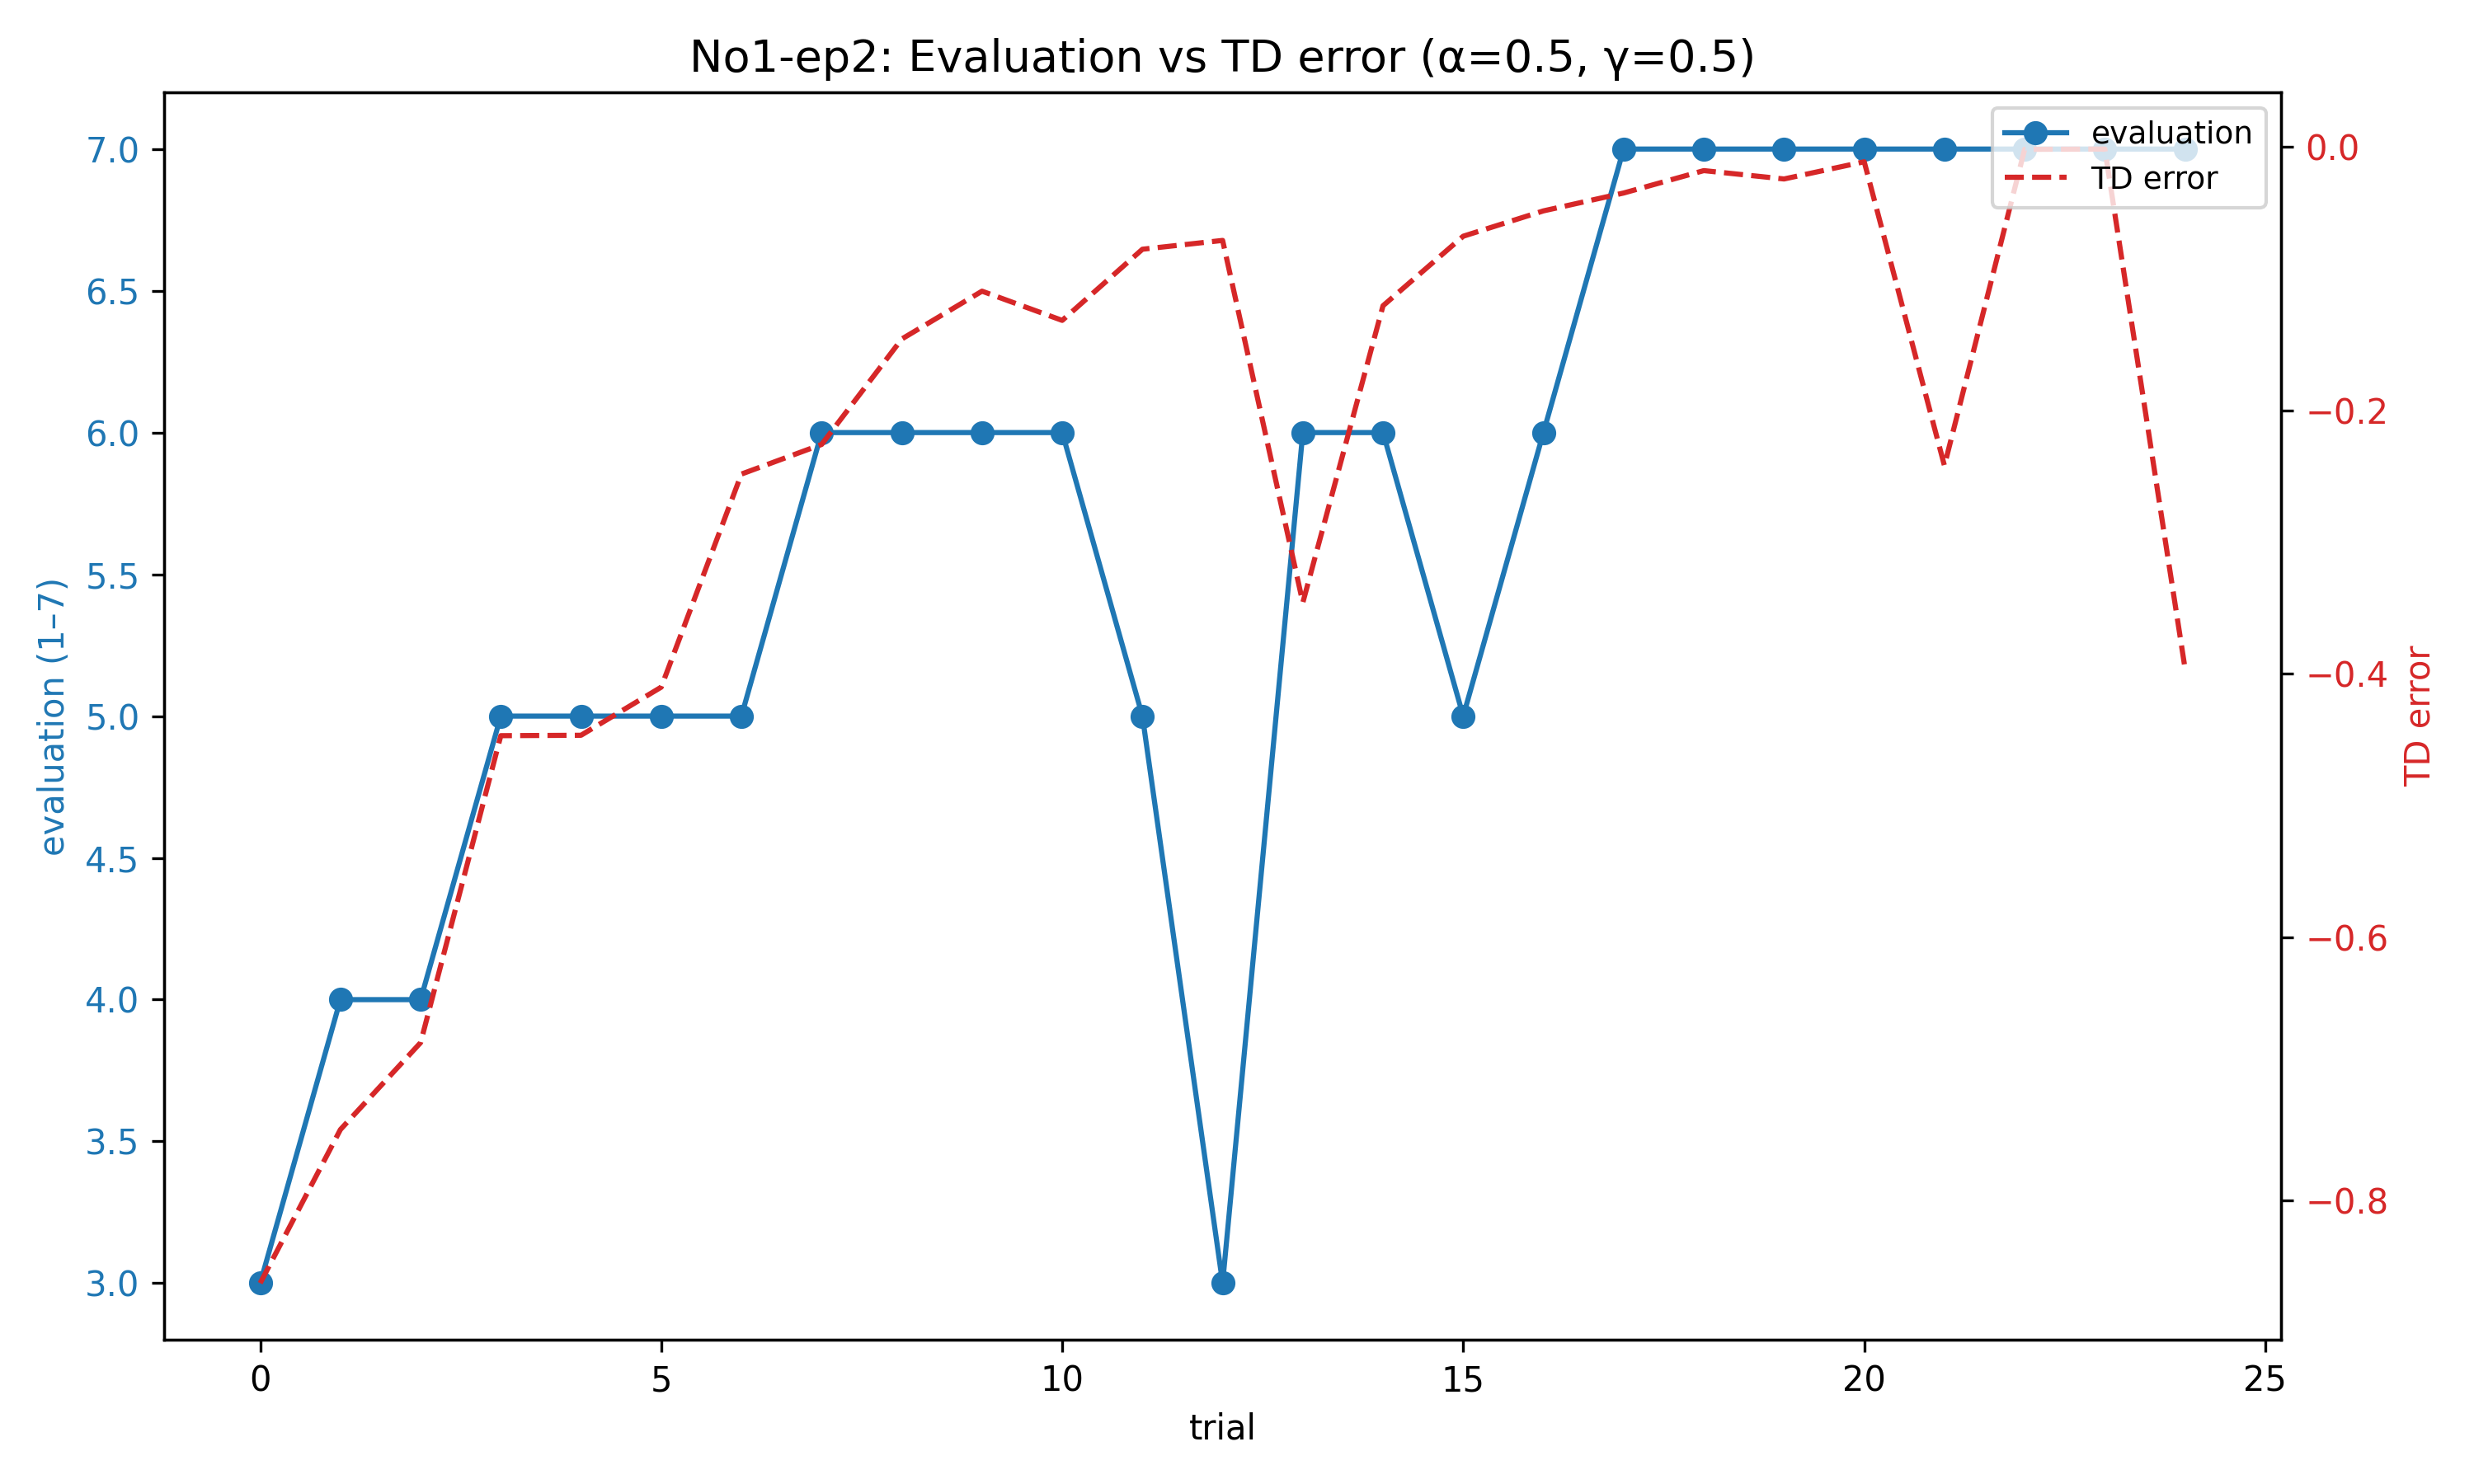 No1-ep2: Evaluation vs TD error (α=0.5, γ=0.5)
evaluation
TD error
7.0
6.5
6.0
5.5
5.0
4.5
4.0
3.5
3.0
evaluation (1–7)
0.0
−0.2
−0.4
−0.6
−0.8
TD error
0 5 10 15 20 25
trial